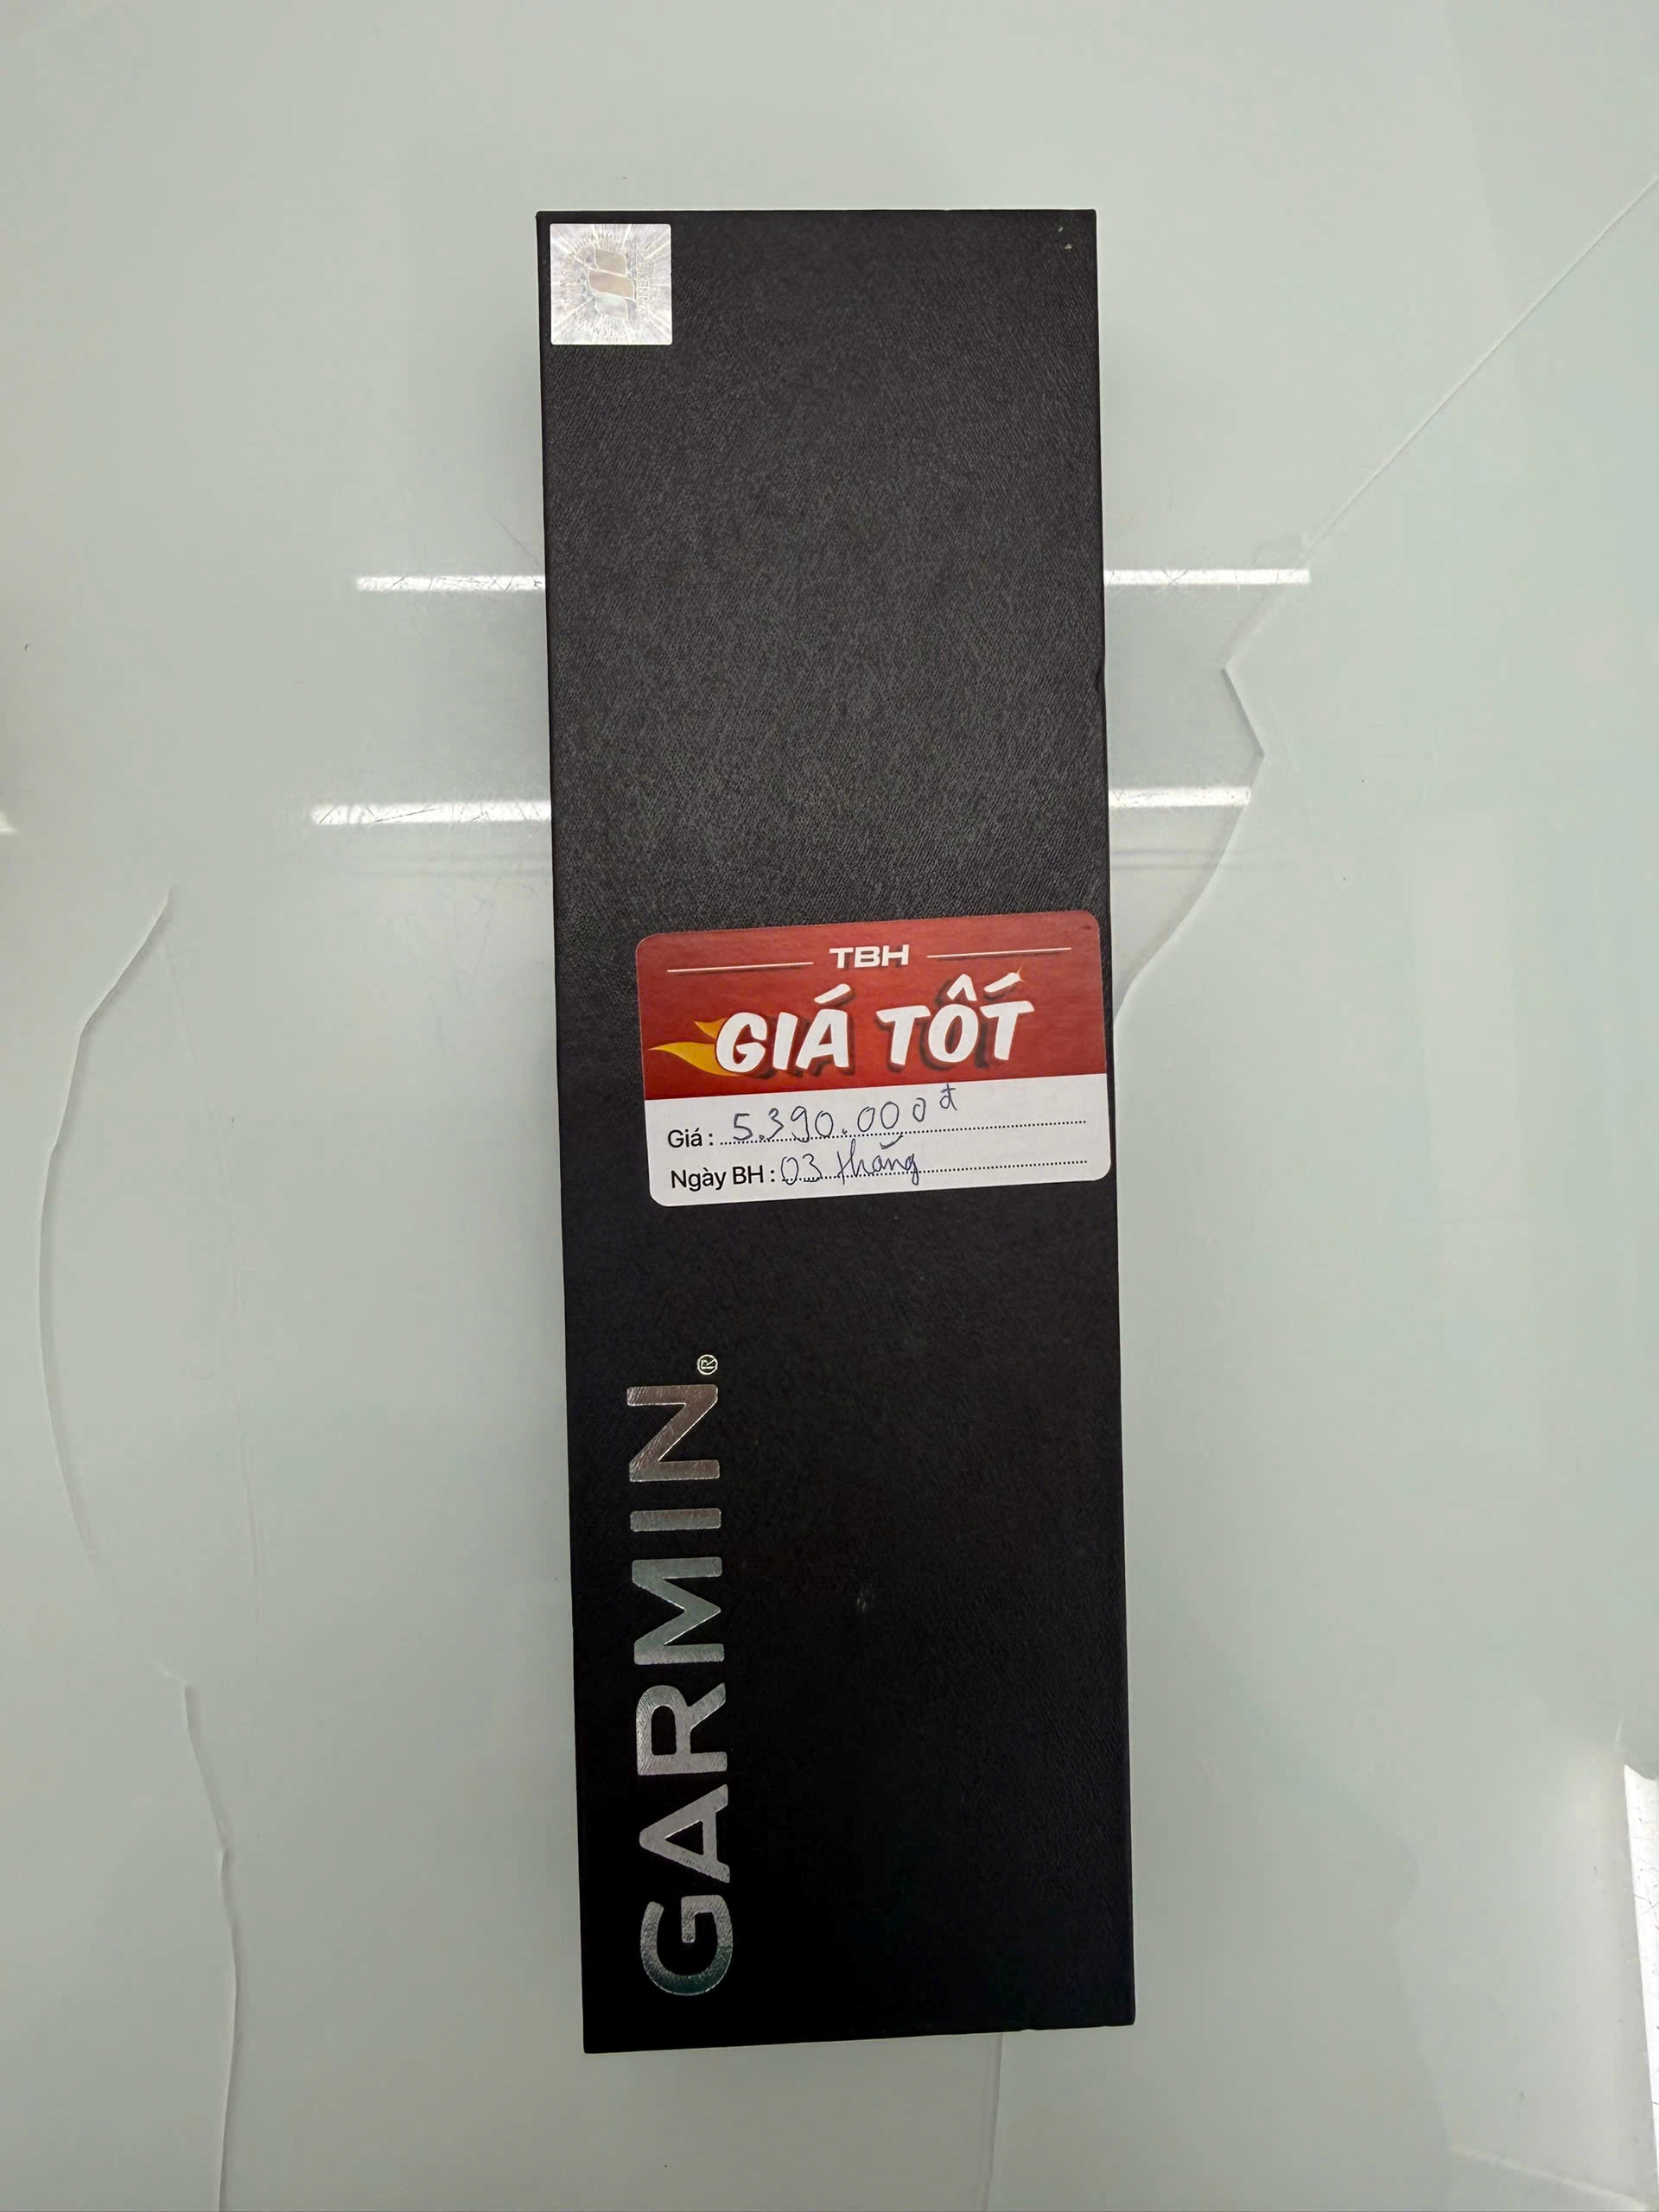 TBH
GIÁ TỐT
Giá : 5.390.000đ
Ngày BH : 03 tháng
GARMIN®